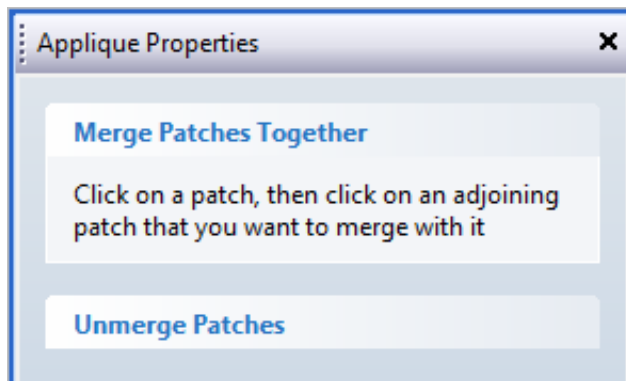 Applique Properties
Merge Patches Together
Click on a patch, then click on an adjoining
patch that you want to merge with it
Unmerge Patches